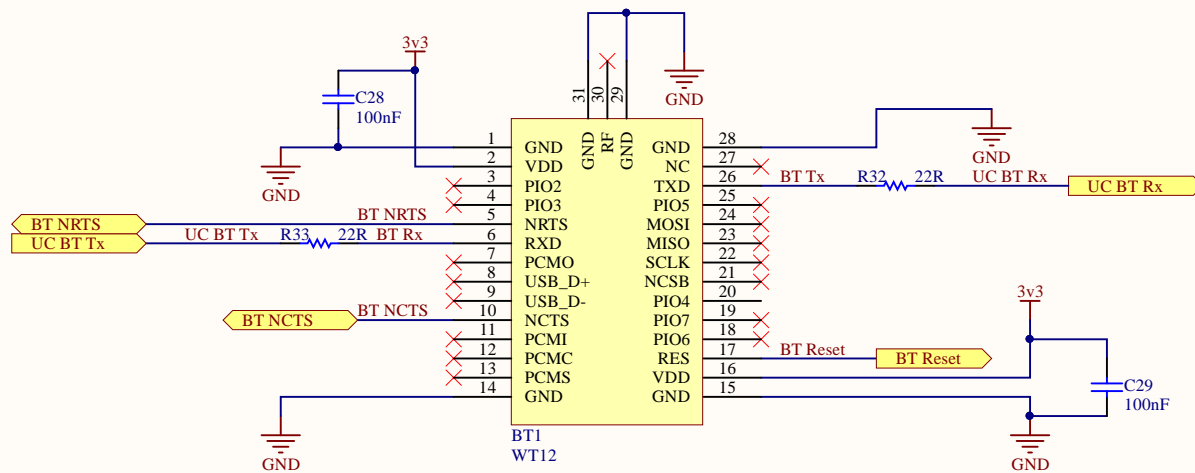 3v3
C28
100nF
GND
31
30
29
GND
GND
RF
GND
1
GND
2
VDD
3
PIO2
4
PIO3
5
NRTS
6
RXD
7
PCMO
8
USB_D+
9
USB_D-
10
NCTS
11
PCMI
12
PCMC
13
PCMS
14
GND
BT NRTS
BT NRTS
UC BT Tx
UC BT Tx
R33
22R
BT Rx
BT NCTS
BT NCTS
GND
28
GND
27
NC
26
TXD
25
PIO5
24
MOSI
23
MISO
22
SCLK
21
NCSB
20
PIO4
19
PIO7
18
PIO6
17
RES
16
VDD
15
GND
GND
BT Tx
R32
22R
UC BT Rx
UC BT Rx
3v3
BT Reset
BT Reset
C29
100nF
GND
BT1
WT12